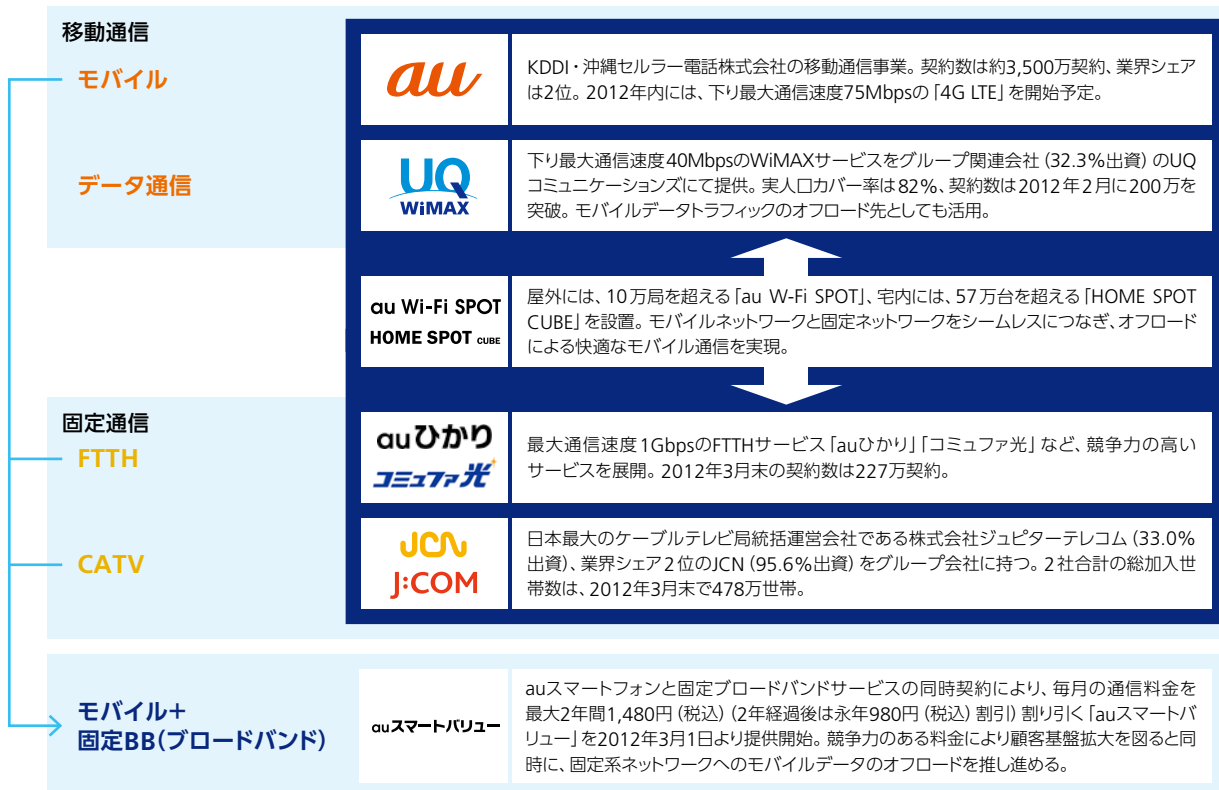 移動通信
モバイル
au
KDDI・沖縄セルラー電話株式会社の移動通信事業。契約数は約3,500万契約、業界シェア
は2位。2012年内には、下り最大通信速度75Mbpsの「4G LTE」を開始予定。
データ通信
UQ
WiMAX
下り最大通信速度40MbpsのWiMAXサービスをグループ関連会社(32.3%出資)のUQ
コミュニケーションズにて提供。実人口カバー率は82%、契約数は2012年2月に200万を
突破。モバイルデータトラフィックのオフロード先としても活用。
au Wi-Fi SPOT
HOME SPOT CUBE
屋外には、10万局を超える「au W-Fi SPOT」、宅内には、57万台を超える「HOME SPOT
CUBE」を設置。モバイルネットワークと固定ネットワークをシームレスにつなぎ、オフロード
による快適なモバイル通信を実現。
固定通信
FTTH
auひかり
コミュファ光
最大通信速度1GbpsのFTTHサービス「auひかり」「コミュファ光」など、競争力の高い
サービスを展開。2012年3月末の契約数は227万契約。
CATV
JCN
J:COM
日本最大のケーブルテレビ局統括運営会社である株式会社ジュピターテレコム(33.0%
出資)、業界シェア2位のJCN(95.6%出資)をグループ会社に持つ。2社合計の総加入世
帯数は、2012年3月末で478万世帯。
モバイル+
固定BB(ブロードバンド)
auスマートバリュー
auスマートフォンと固定ブロードバンドサービスの同時契約により、毎月の通信料金を
最大2年間1,480円(税込)(2年経過後は永年980円(税込)割引)割り引く「auスマートバ
リュー」を2012年3月1日より提供開始。競争力のある料金により顧客基盤拡大を図ると同
時に、固定系ネットワークへのモバイルデータのオフロードを推し進める。